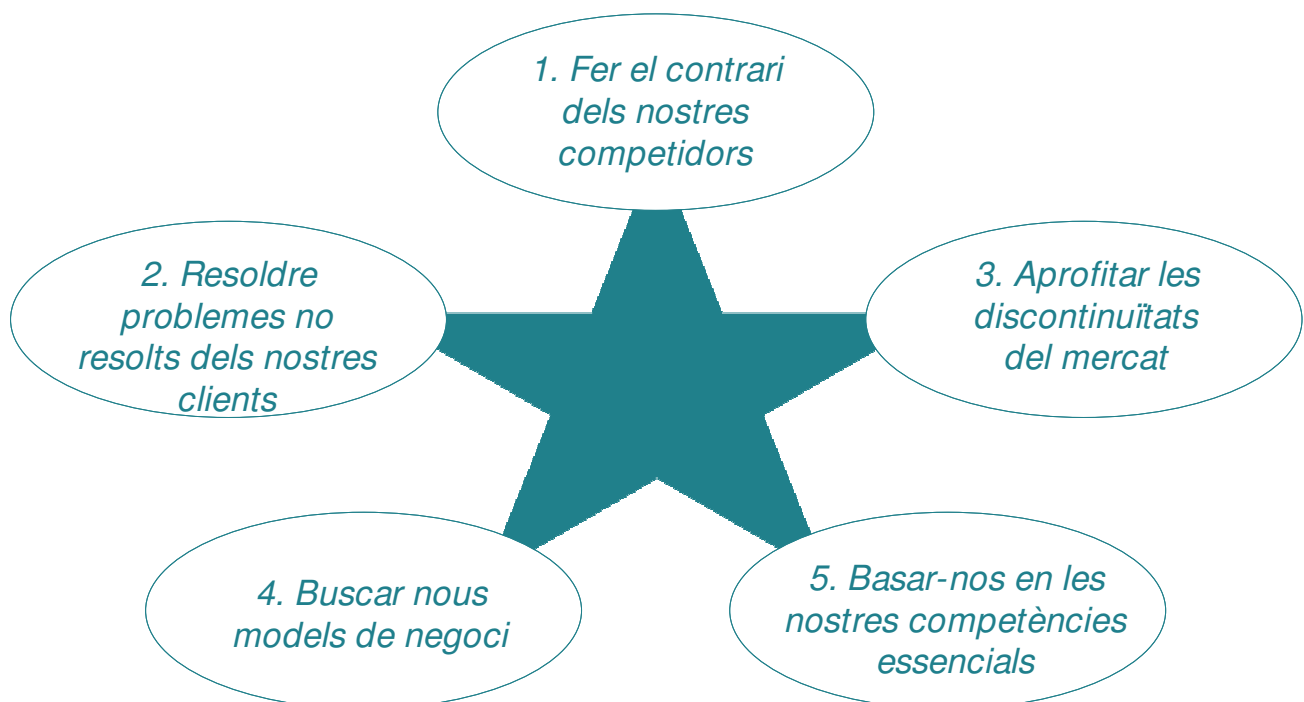 1. Fer el contrari
dels nostres
competidors
2. Resoldre
problemes no
resolts dels nostres
clients
3. Aprofitar les
discontinuïtats
del mercat
4. Buscar nous
models de negoci
5. Basar-nos en les
nostres competències
essencials